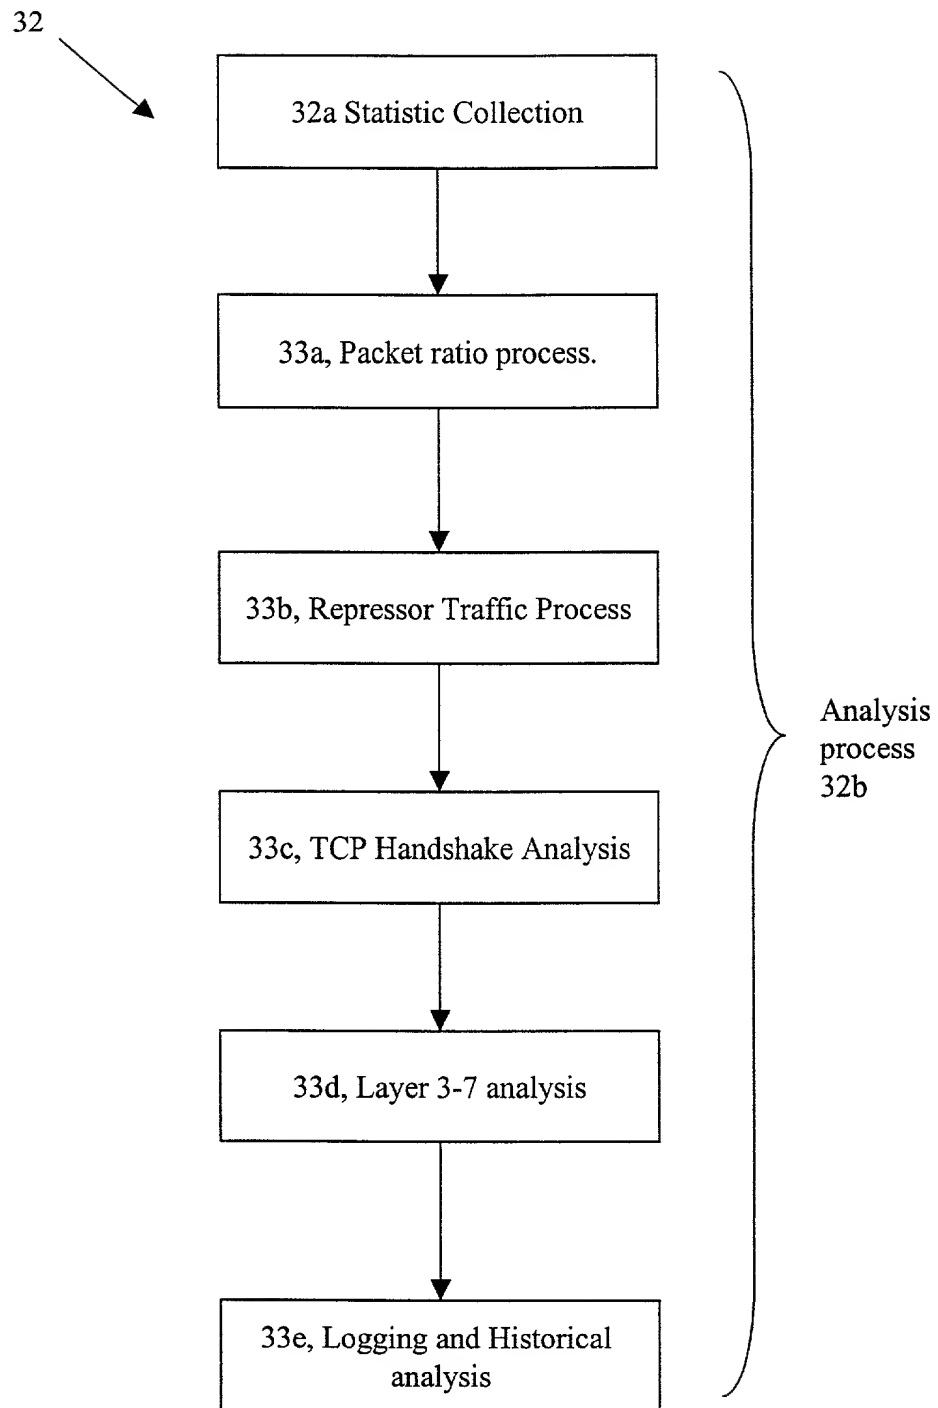 32
32a Statistic Collection
33a, Packet ratio process.
33b, Repressor Traffic Process
33c, TCP Handshake Analysis
33d, Layer 3-7 analysis
33e, Logging and Historical
analysis
Analysis
process
32b